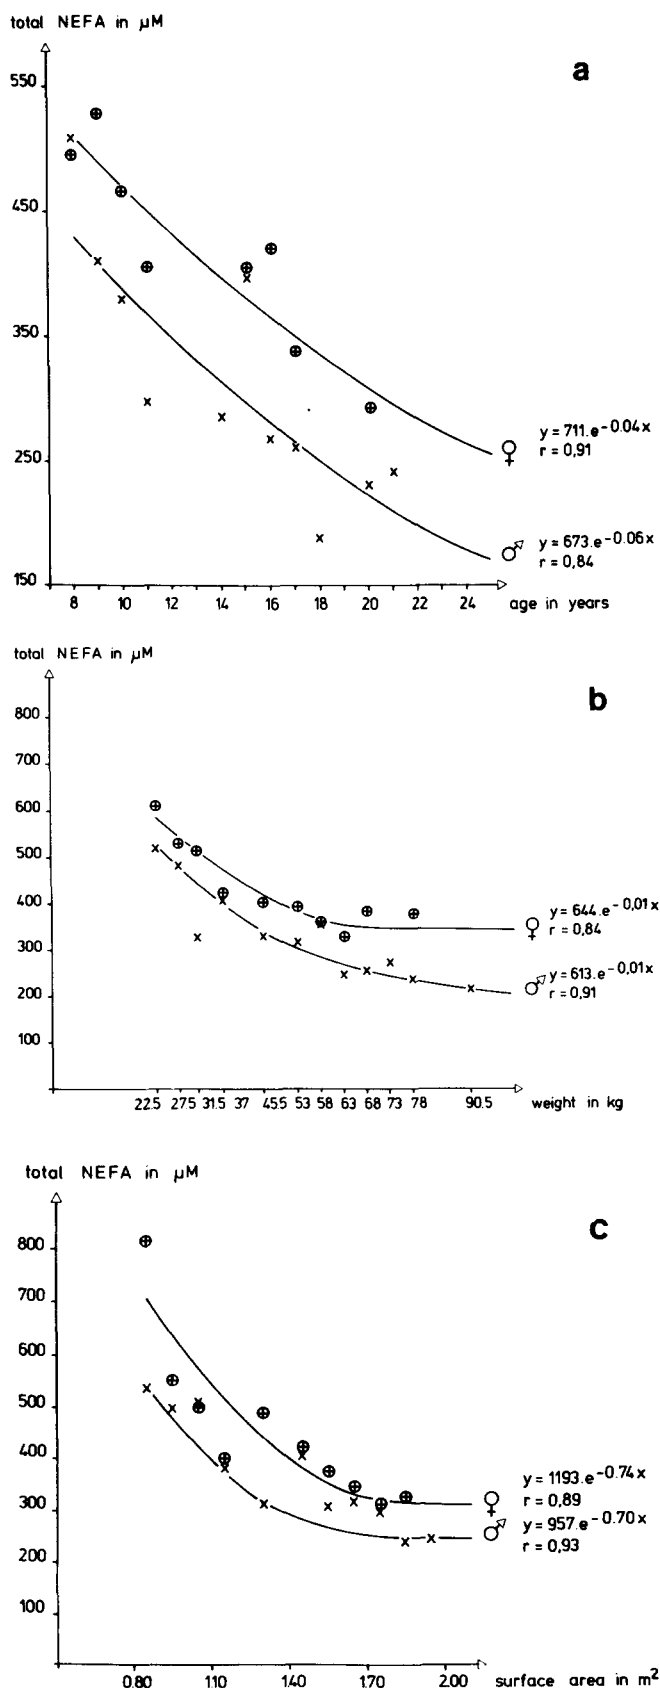 total NEFA in µM
a
550
450
350
250
150
♀ y = 711.e-0.04x
r = 0,91
♂ y = 673.e-0.06x
r = 0,84
8 10 12 14 16 18 20 22 24 age in years
total NEFA in µM
b
800
700
600
500
400
300
200
100
♀ y = 644.e-0,01x
r = 0,84
♂ y = 613.e-0,01x
r = 0,91
22.5 27.5 31.5 37 45.5 53 58 63 68 73 78 90.5 weight in kg
total NEFA in µM
c
800
700
600
500
400
300
200
100
♀ y = 1193.e-0.74x
r = 0,89
♂ y = 957.e-0.70x
r = 0,93
0.80 1.10 1.40 1.70 2.00 surface area in m²